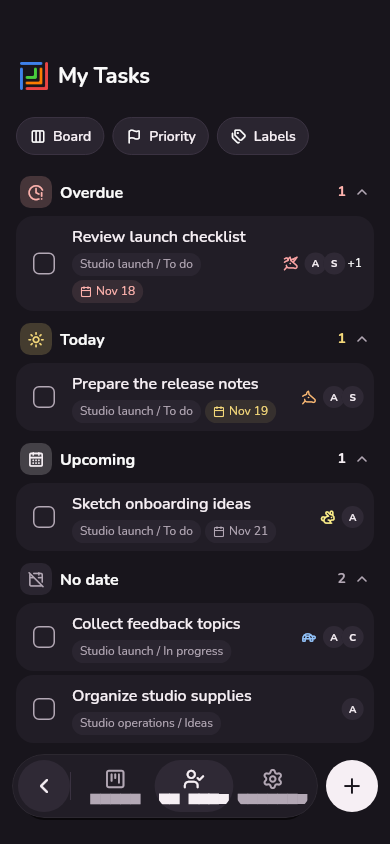 My Tasks
Board Priority Labels
Overdue 1
Review launch checklist
Studio launch / To do A S +1
Nov 18
Today 1
Prepare the release notes
Studio launch / To do Nov 19 A S
Upcoming 1
Sketch onboarding ideas
Studio launch / To do Nov 21 A
No date 2
Collect feedback topics
Studio launch / In progress A C
Organize studio supplies
Studio operations / Ideas A